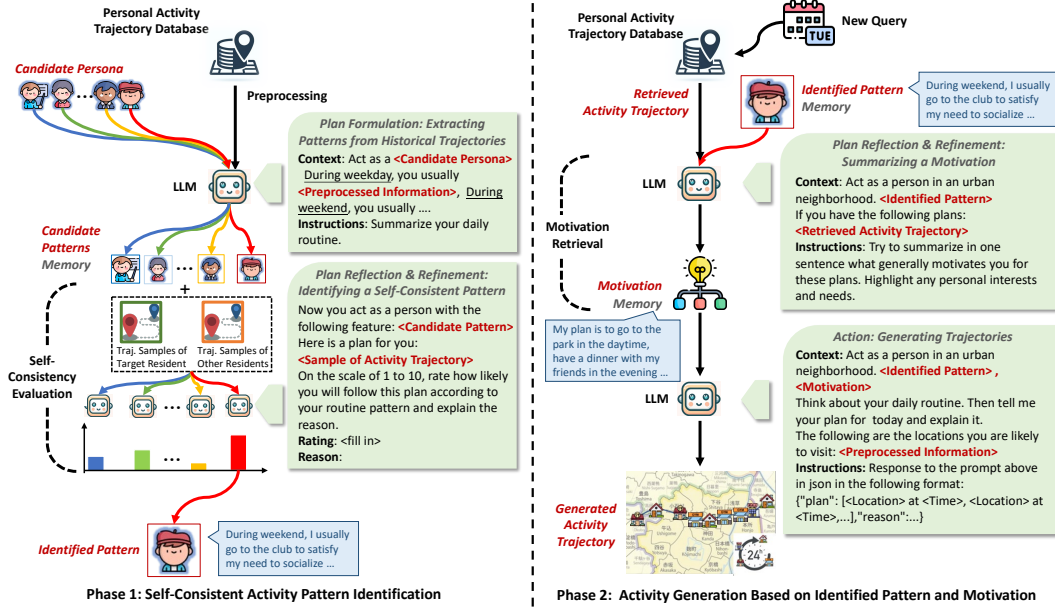 Personal Activity
Trajectory Database
Candidate Persona
...
Preprocessing
LLM
Plan Formulation: Extracting
Patterns from Historical Trajectories
Context: Act as a <Candidate Persona>
During weekday, you usually
<Preprocessed Information>, During
weekend, you usually ....
Instructions: Summarize your daily
routine.
Candidate
Patterns
Memory
...
+
Traj. Samples of
Target Resident
Traj. Samples of
Other Residents
Self-
Consistency
Evaluation
...
...
Plan Reflection & Refinement:
Identifying a Self-Consistent Pattern
Now you act as a person with the
following feature: <Candidate Pattern>
Here is a plan for you:
<Sample of Activity Trajectory>
On the scale of 1 to 10, rate how likely
you will follow this plan according to
your routine pattern and explain the
reason.
Rating: <fill in>
Reason:
Identified Pattern
During weekend, I usually
go to the club to satisfy
my need to socialize ...
Phase 1: Self-Consistent Activity Pattern Identification
Personal Activity
Trajectory Database
TUE
New Query
Retrieved
Activity Trajectory
Identified Pattern
Memory
During weekend, I usually
go to the club to satisfy
my need to socialize ...
LLM
Motivation
Retrieval
Plan Reflection & Refinement:
Summarizing a Motivation
Context: Act as a person in an urban
neighborhood. <Identified Pattern>
If you have the following plans:
<Retrieved Activity Trajectory>
Instructions: Try to summarize in one
sentence what generally motivates you for
these plans. Highlight any personal interests
and needs.
Motivation
Memory
My plan is to go to the
park in the daytime,
have a dinner with my
friends in the evening ...
LLM
Action: Generating Trajectories
Context: Act as a person in an urban
neighborhood. <Identified Pattern> ,
<Motivation>
Think about your daily routine. Then tell me
your plan for today and explain it.
The following are the locations you are likely
to visit: <Preprocessed Information>
Instructions: Response to the prompt above
in json in the following format:
{"plan": [<Location> at <Time>, <Location> at
<Time>,...],"reason":...}
Generated
Activity
Trajectory
24
Phase 2: Activity Generation Based on Identified Pattern and Motivation